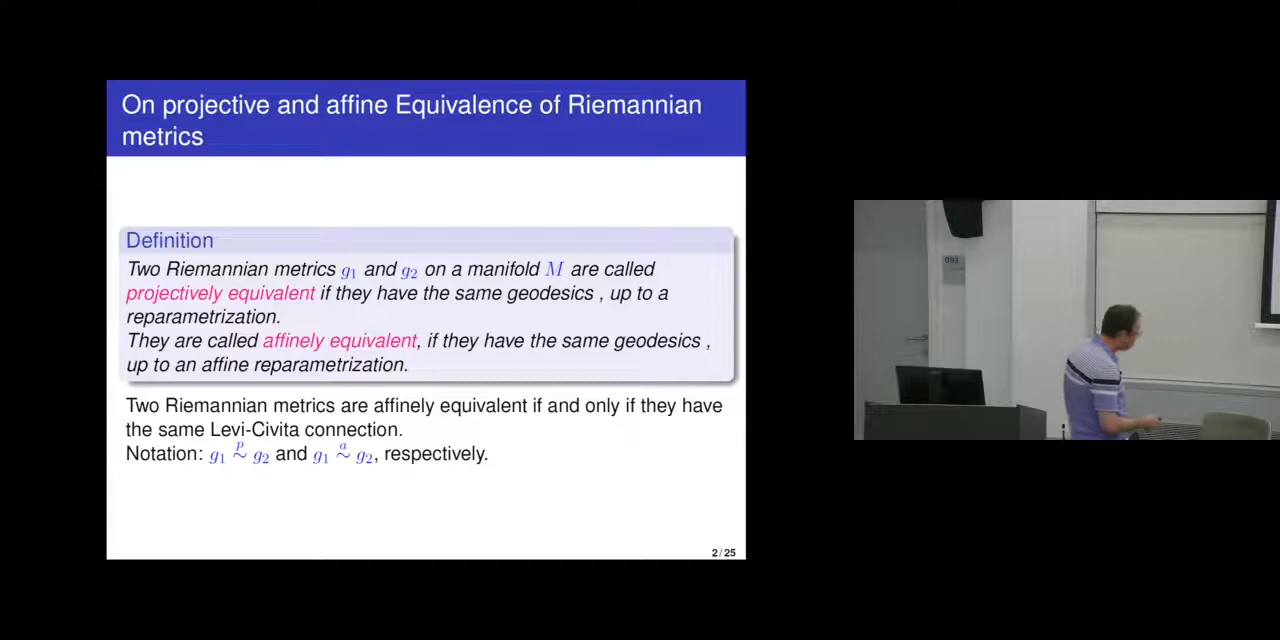 On projective and affine Equivalence of Riemannian
metrics
Definition
Two Riemannian metrics g₁ and g₂ on a manifold M are called
projectively equivalent if they have the same geodesics , up to a
reparametrization.
They are called affinely equivalent, if they have the same geodesics ,
up to an affine reparametrization.
Two Riemannian metrics are affinely equivalent if and only if they have
the same Levi-Civita connection.
Notation: g₁ p∼ g₂ and g₁ a∼ g₂, respectively.
2 / 25
093